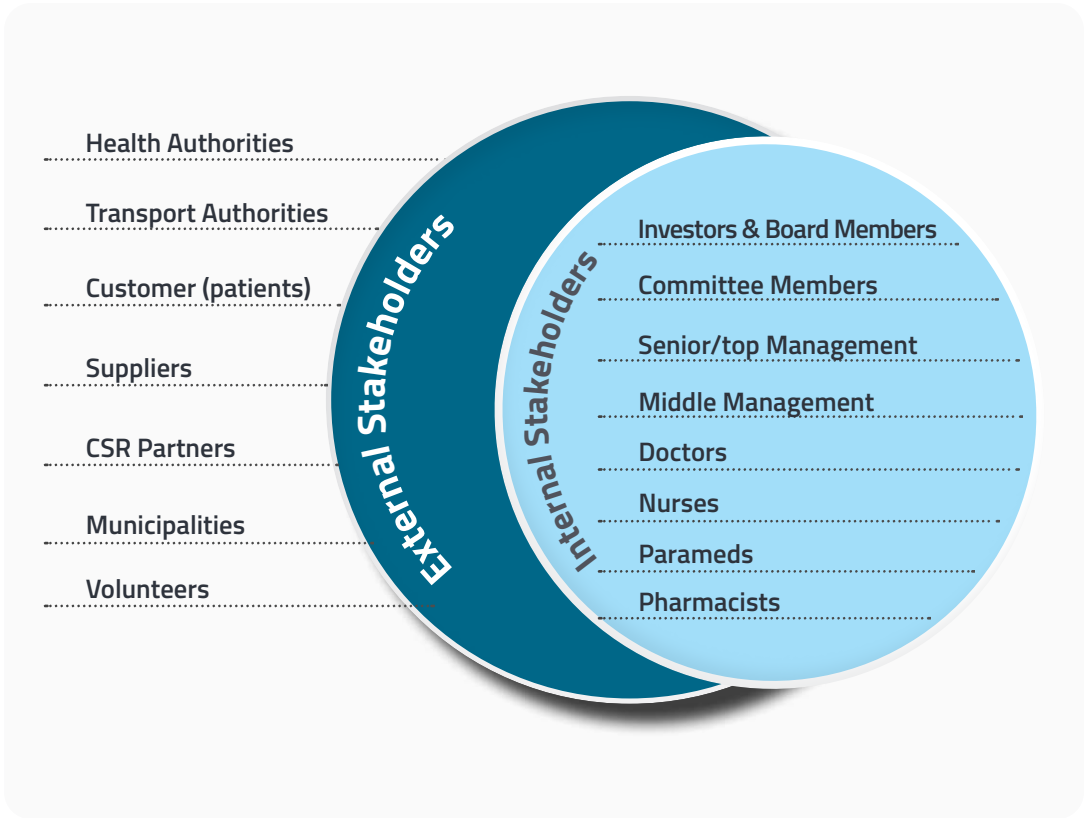 Health Authorities
Transport Authorities
Customer (patients)
Suppliers
CSR Partners
Municipalities
Volunteers
External Stakeholders
Internal Stakeholders
Investors & Board Members
Committee Members
Senior/top Management
Middle Management
Doctors
Nurses
Parameds
Pharmacists